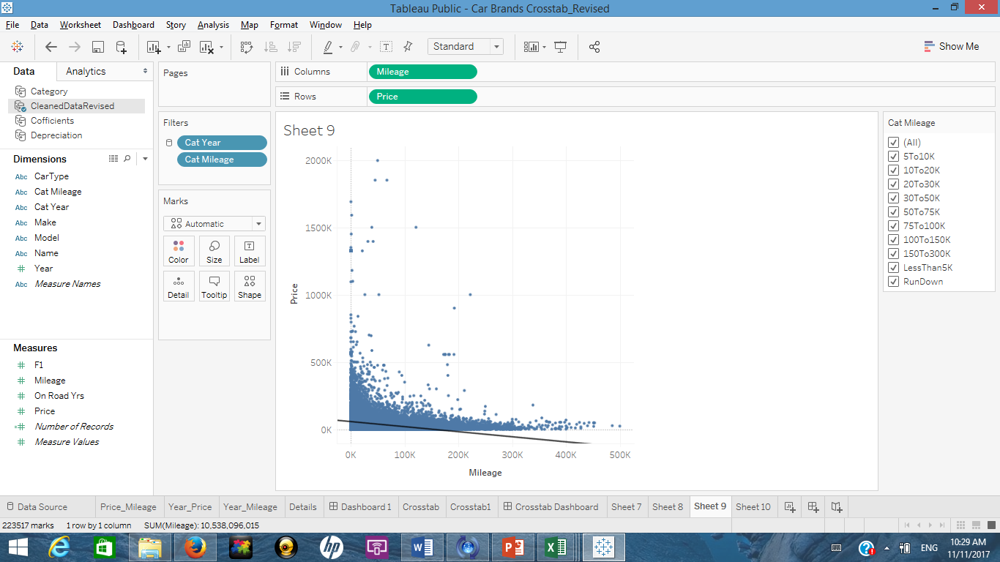 Tableau Public - Car Brands Crosstab_Revised
File Data Worksheet Dashboard Story Analysis Map Format Window Help
Standard
Show Me
Data Analytics
Category
CleanedDataRevised
Cofficients
Depreciation
Dimensions
Abc CarType
Abc Cat Mileage
Abc Cat Year
Abc Make
Abc Model
Abc Name
# Year
Abc Measure Names
Measures
# F1
# Mileage
# On Road Yrs
# Price
=# Number of Records
# Measure Values
Pages
Filters
Cat Year
Cat Mileage
Marks
Automatic
Color Size Label
Detail Tooltip Shape
Columns Mileage
Rows Price
Sheet 9
2000K
1500K
1000K
500K
0K
Price
0K 100K 200K 300K 400K 500K
Mileage
Cat Mileage
(All)
5To10K
10To20K
20To30K
30To50K
50To75K
75To100K
100To150K
150To300K
LessThan5K
RunDown
Data Source Price_Mileage Year_Price Year_Mileage Details Dashboard 1 Crosstab Crosstab1 Crosstab Dashboard Sheet 7 Sheet 8 Sheet 9 Sheet 10
223517 marks 1 row by 1 column SUM(Mileage): 10,538,096,015
ENG
10:29 AM
11/11/2017